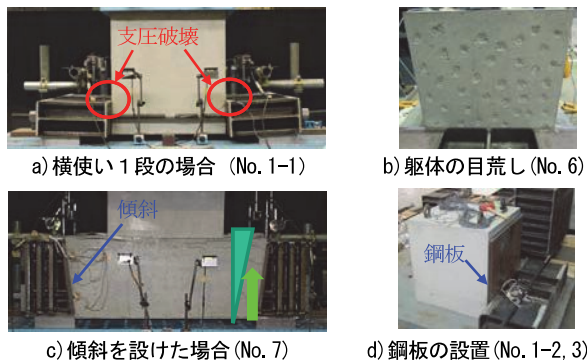 支圧破壊
a)横使い1段の場合 (No.1-1)
b)躯体の目荒し(No.6)
傾斜
鋼板
c)傾斜を設けた場合(No.7)
d)鋼板の設置(No.1-2,3)